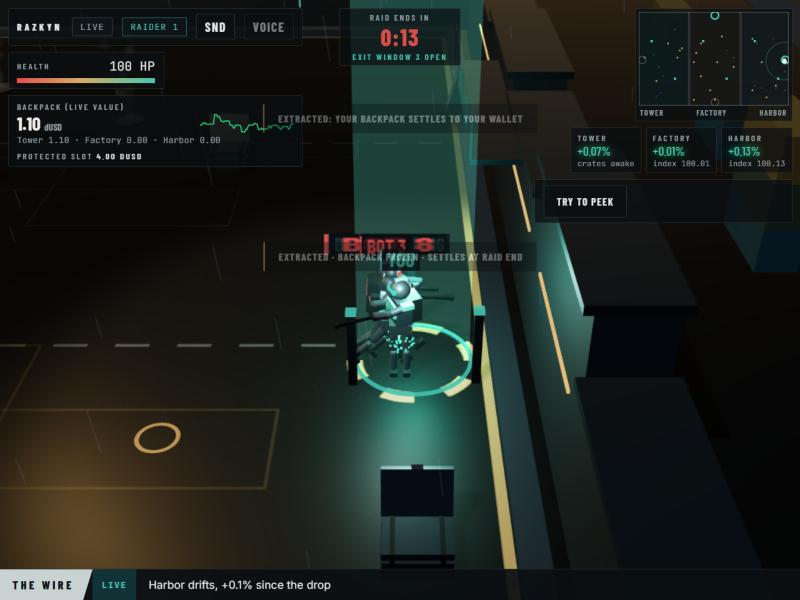 RAZKYN LIVE RAIDER 1 SND VOICE
HEALTH 100 HP
BACKPACK (LIVE VALUE)
1.10 dUSD
Tower 1.10 · Factory 0.00 · Harbor 0.00
PROTECTED SLOT 4.00 DUSD
RAID ENDS IN
0:13
EXIT WINDOW 3 OPEN
EXTRACTED: YOUR BACKPACK SETTLES TO YOUR WALLET
TOWER FACTORY HARBOR
TOWER
+0.07%
crates awake
FACTORY
+0.01%
index 100.01
HARBOR
+0.13%
index 100.13
TRY TO PEEK
BOT 3
EXTRACTED · BACKPACK FROZEN · SETTLES AT RAID END
YOU
THE WIRE LIVE Harbor drifts, +0.1% since the drop